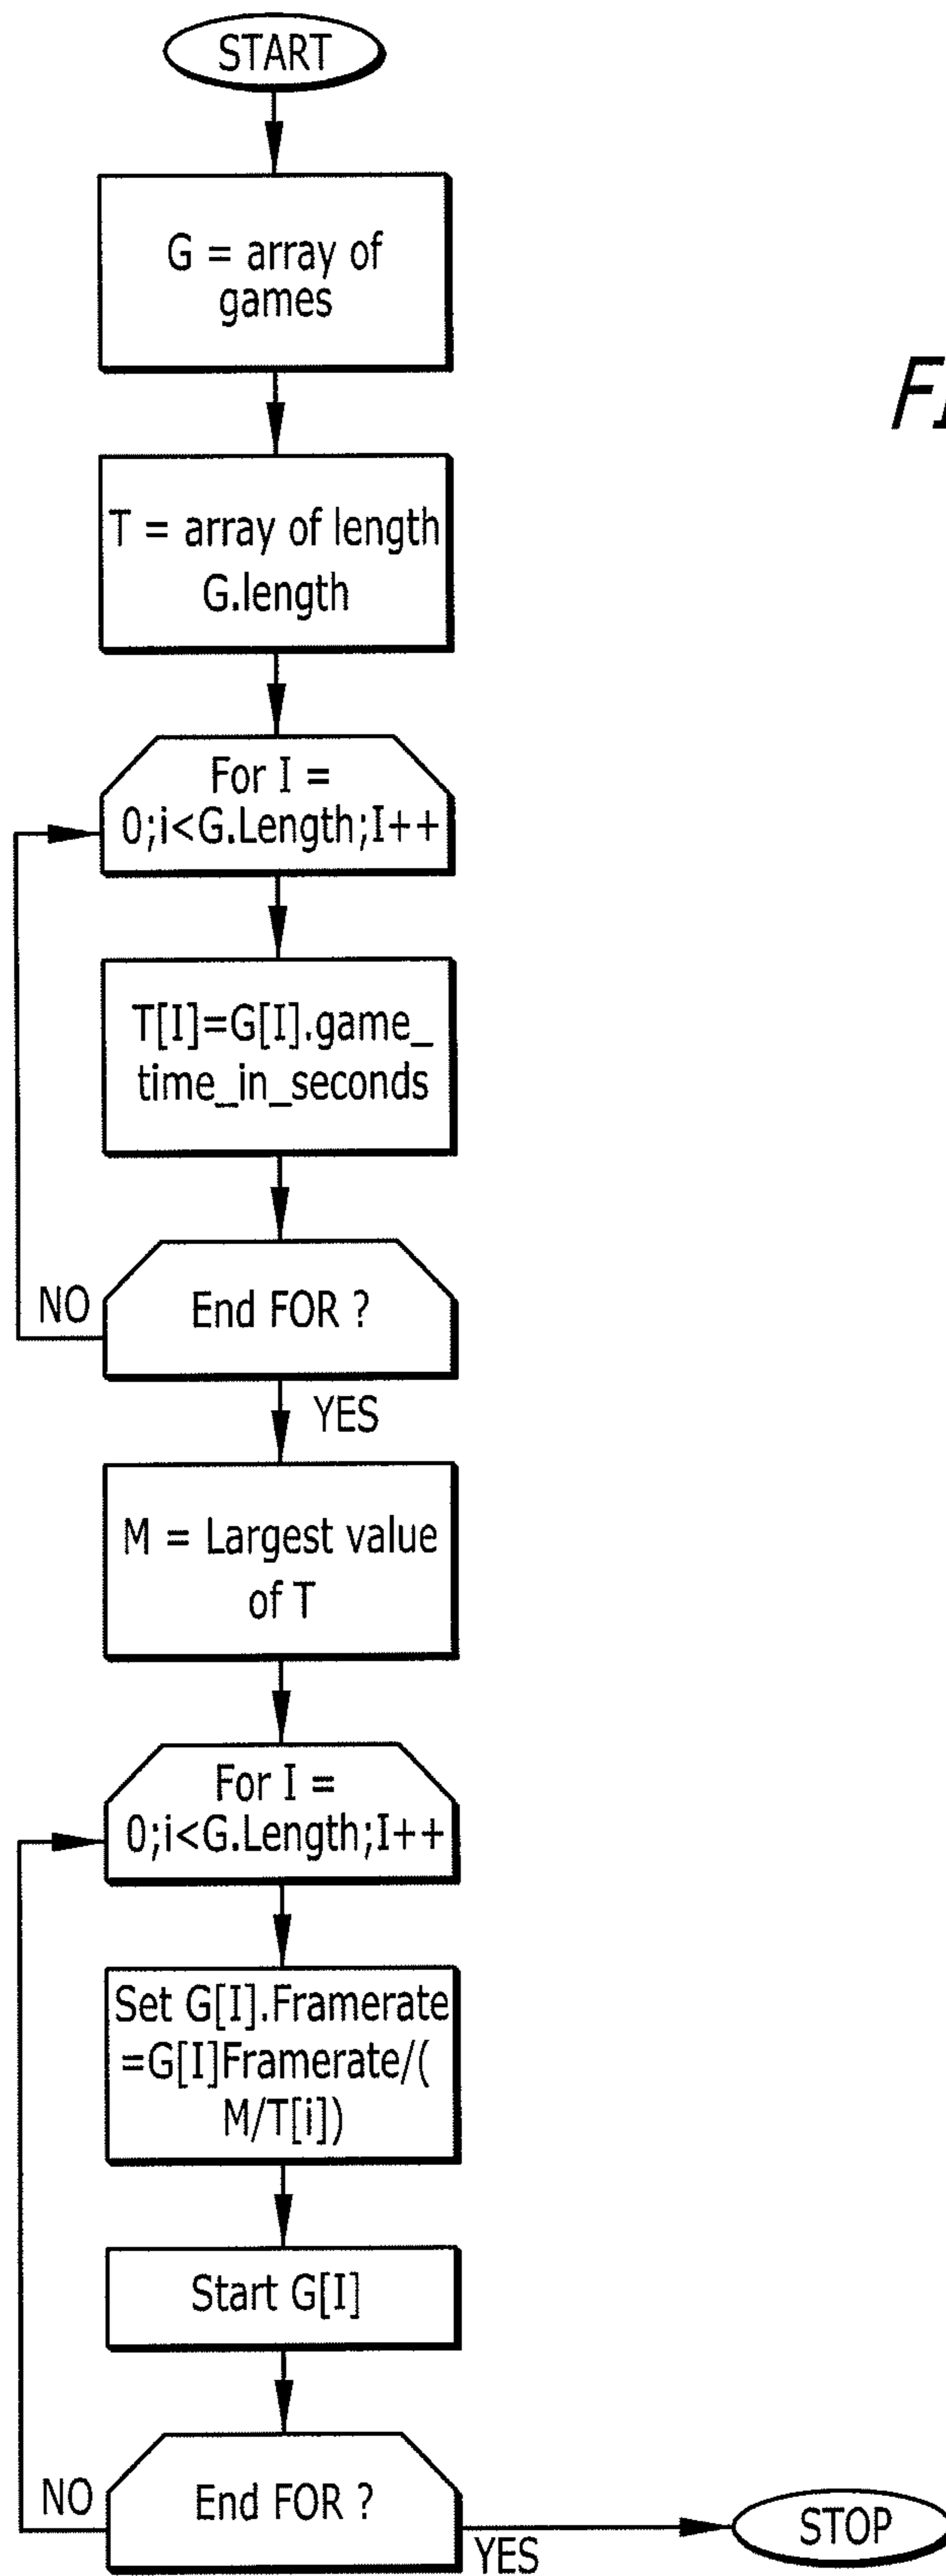 START
G = array of
games
T = array of length
G.length
For I =
0;i<G.Length;I++
T[I]=G[I].game_
time_in_seconds
End FOR ?
NO
YES
M = Largest value
of T
For I =
0;i<G.Length;I++
Set G[I].Framerate
=G[I]Framerate/(
M/T[i])
Start G[I]
End FOR ?
NO
YES
STOP